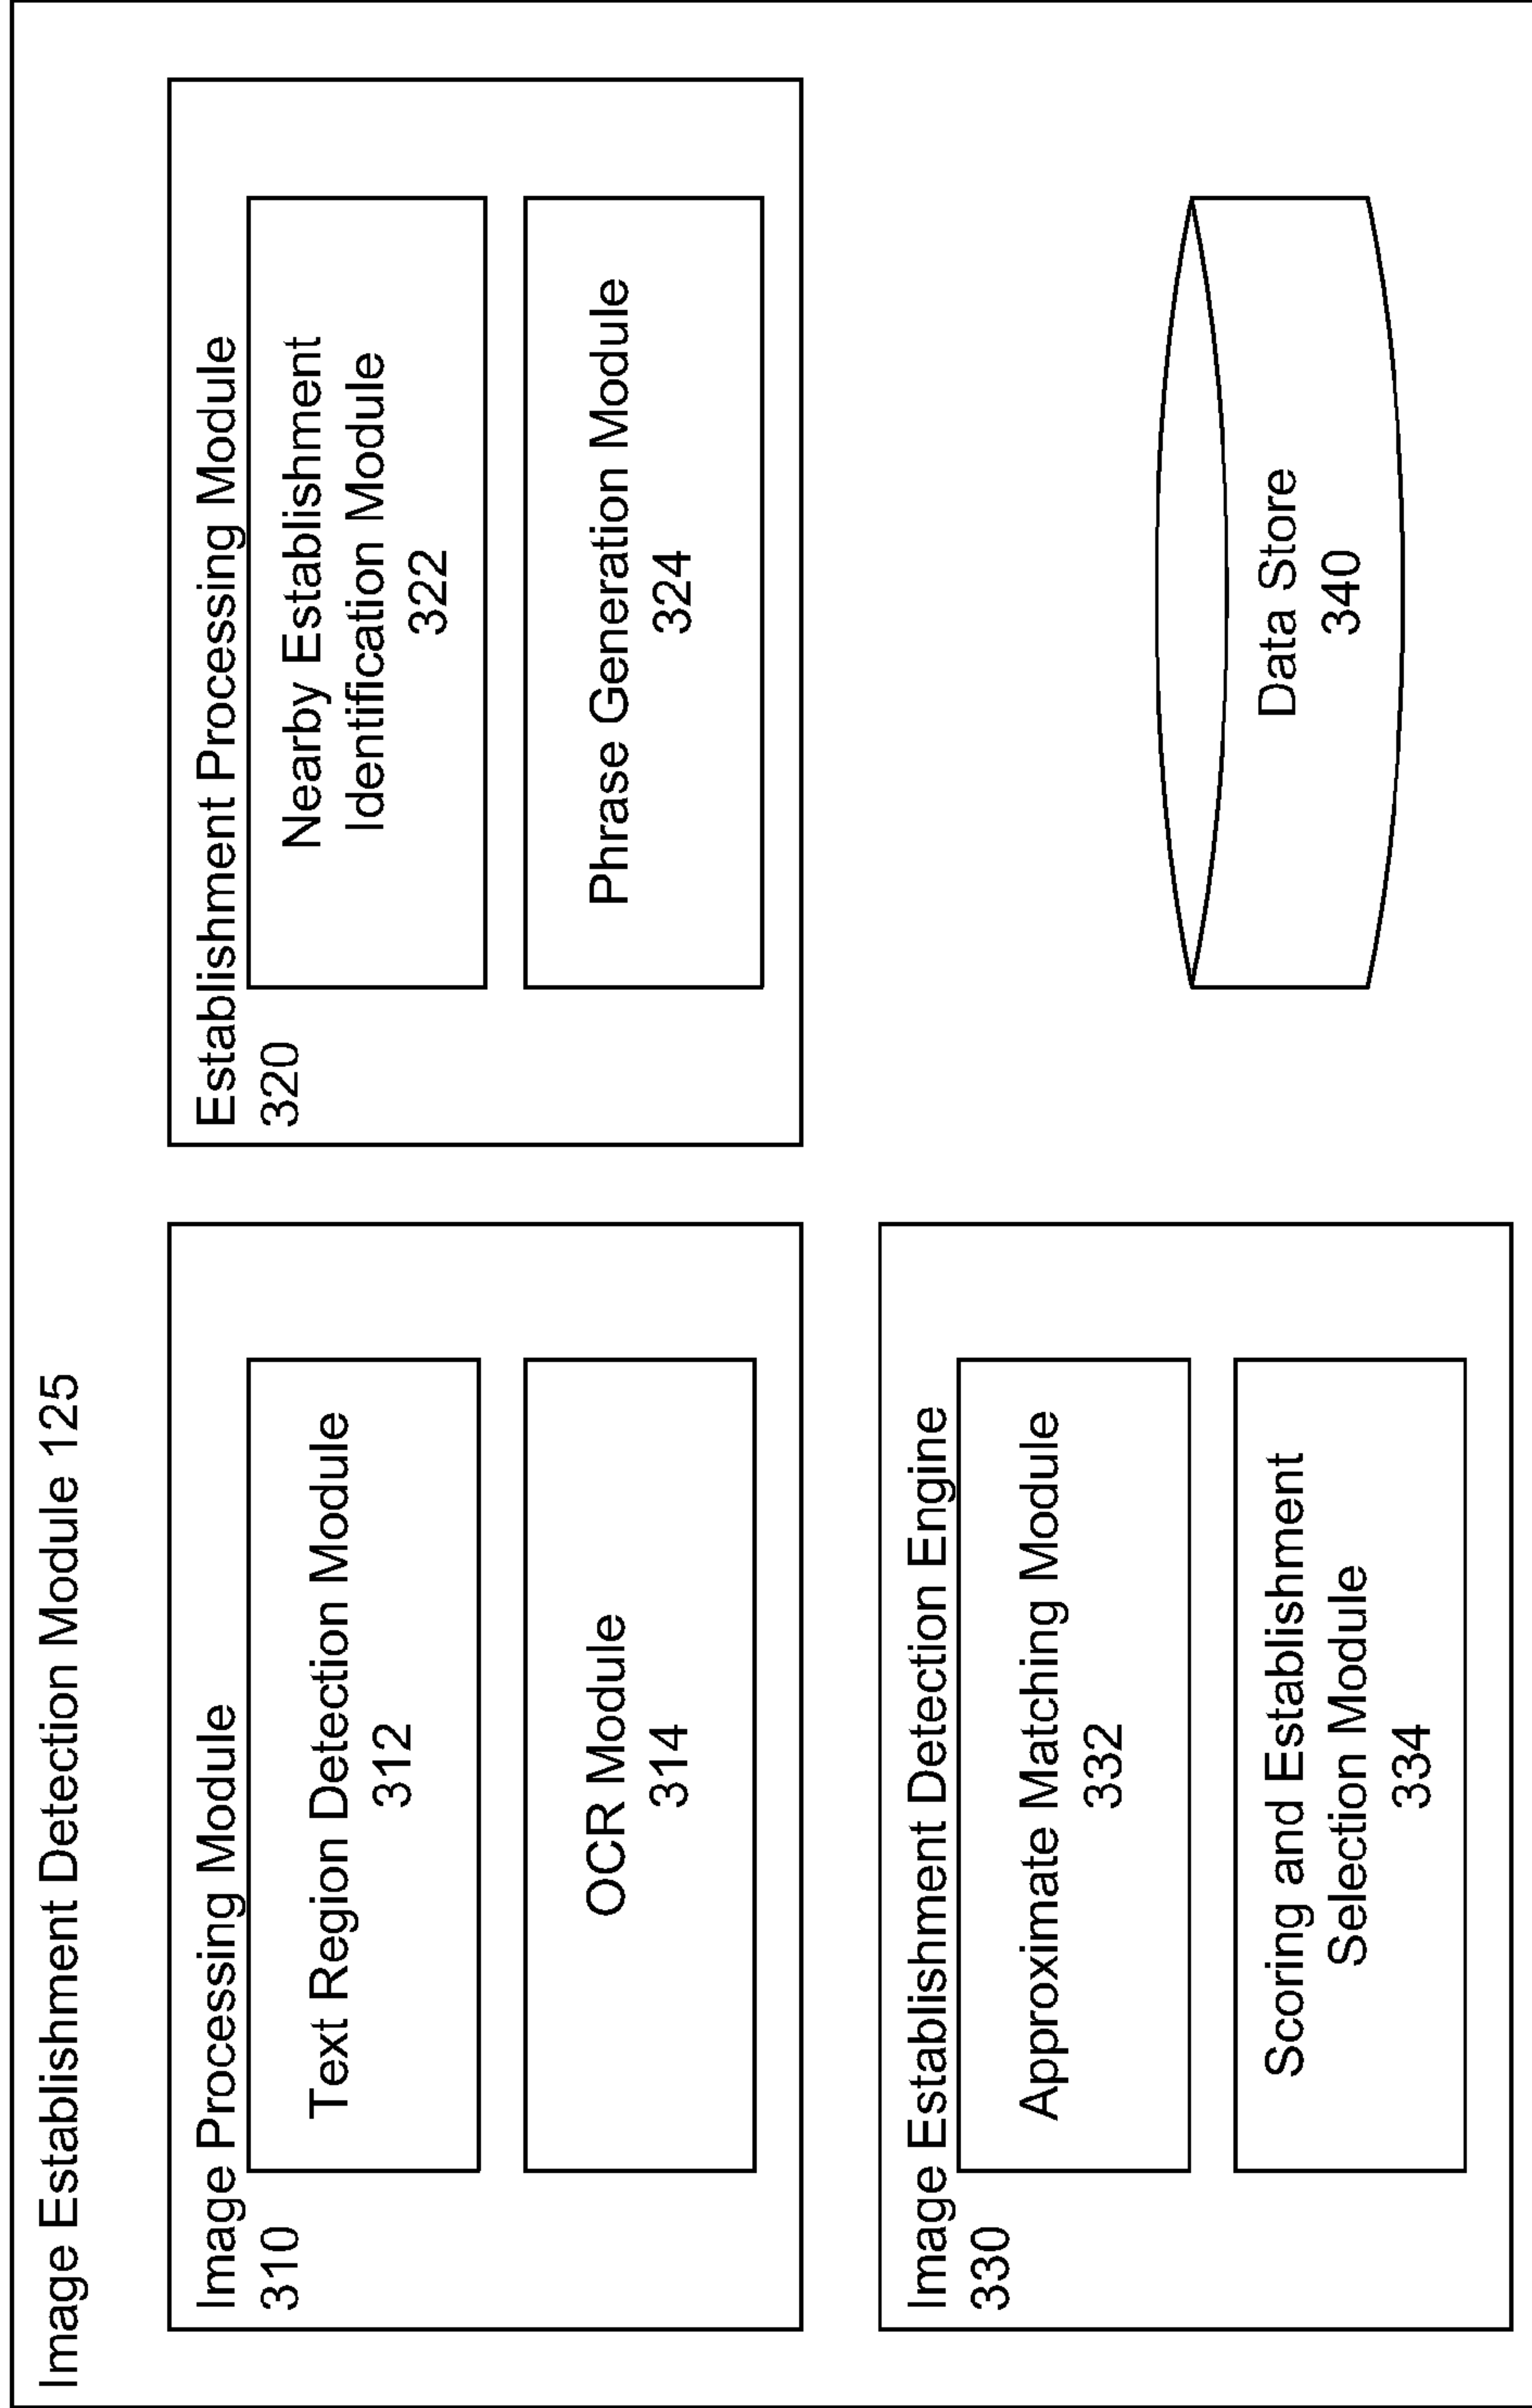 Image Establishment Detection Module 125
Image Processing Module
310
Text Region Detection Module
312
OCR Module
314
Establishment Processing Module
320
Nearby Establishment
Identification Module
322
Phrase Generation Module
324
Image Establishment Detection Engine
330
Approximate Matching Module
332
Scoring and Establishment
Selection Module
334
Data Store
340